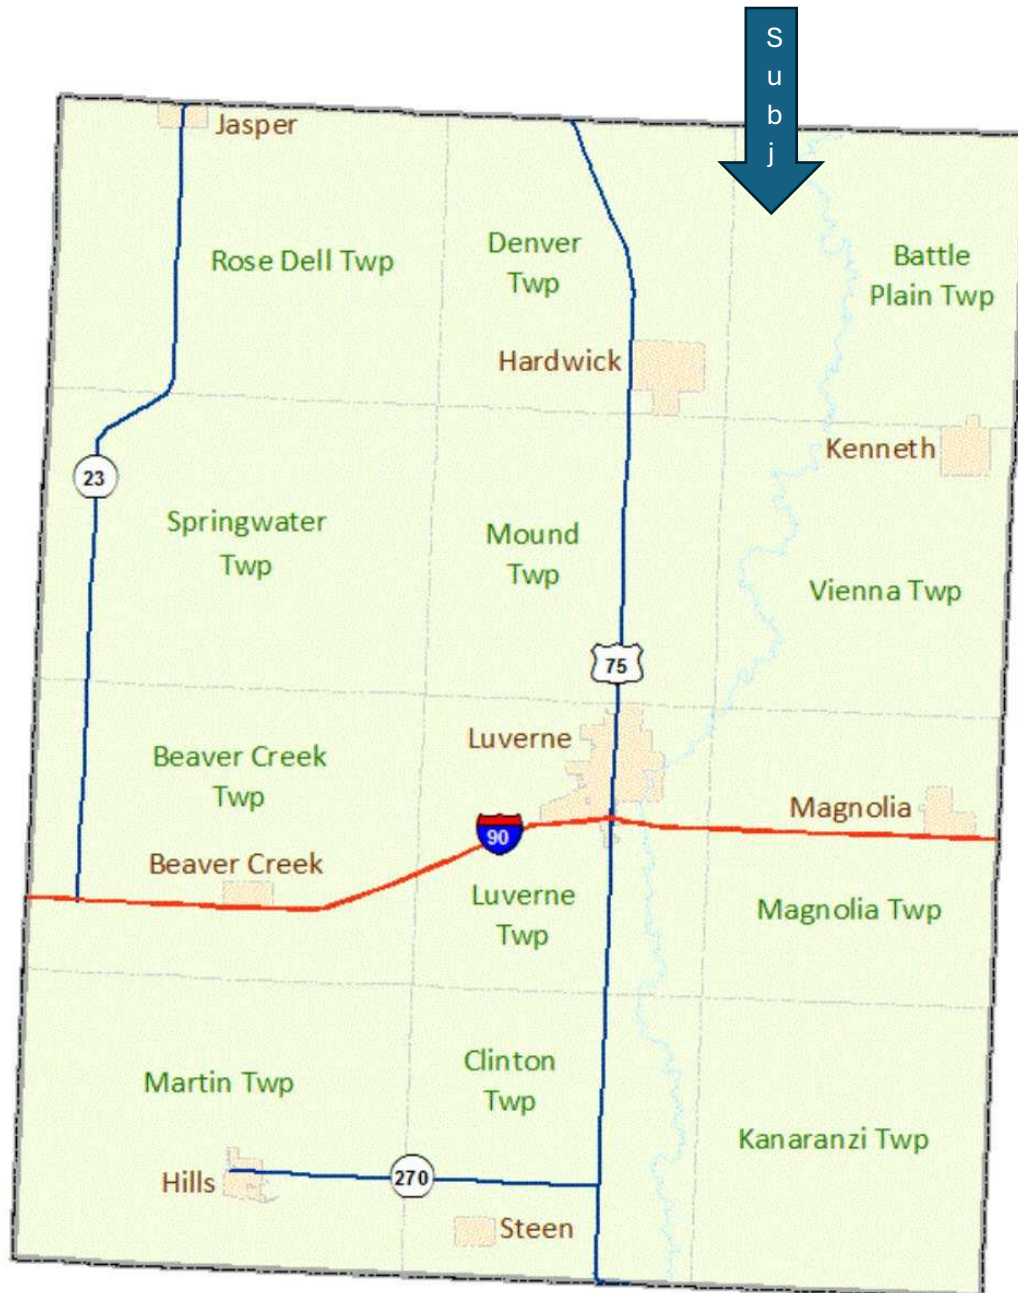 S
u
b
j
Jasper
Rose Dell Twp
Denver
Twp
Battle
Plain Twp
Hardwick
Kenneth
23
Springwater
Twp
Mound
Twp
Vienna Twp
75
Luverne
Beaver Creek
Twp
Magnolia
90
Beaver Creek
Luverne
Twp
Magnolia Twp
Martin Twp
Clinton
Twp
Kanaranzi Twp
Hills
270
Steen